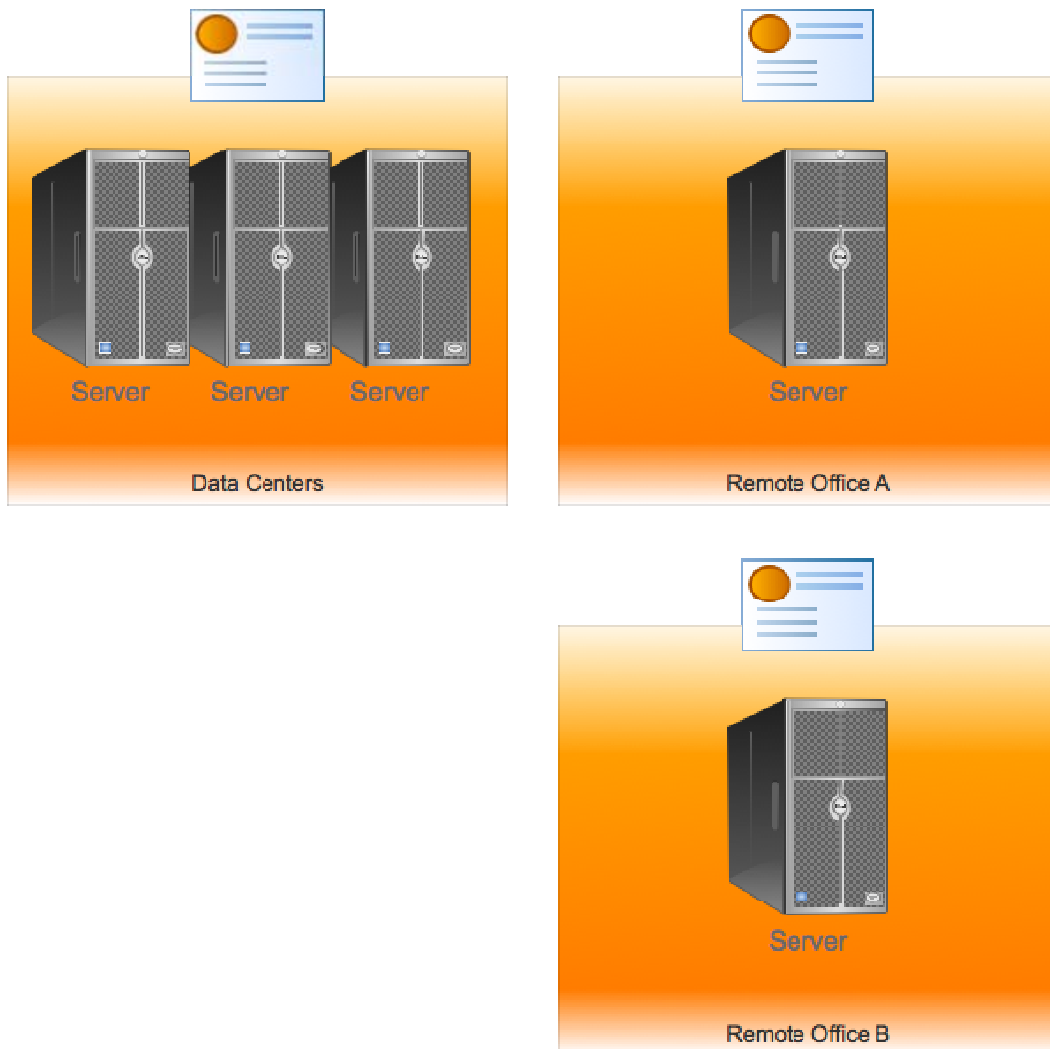 Server Server Server
Data Centers
Server
Remote Office A
Server
Remote Office B